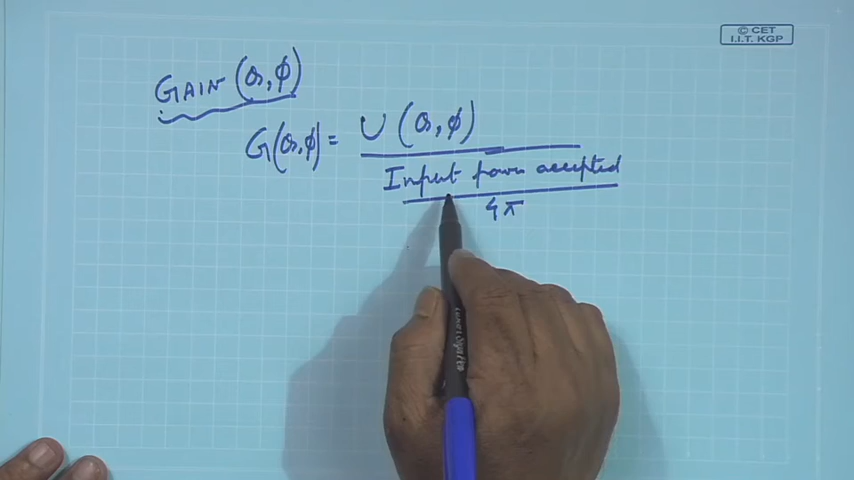 © CET
I.I.T. KGP
GAIN (θ, φ)
G(θ, φ) = U (θ, φ)
Input power accepted
4π